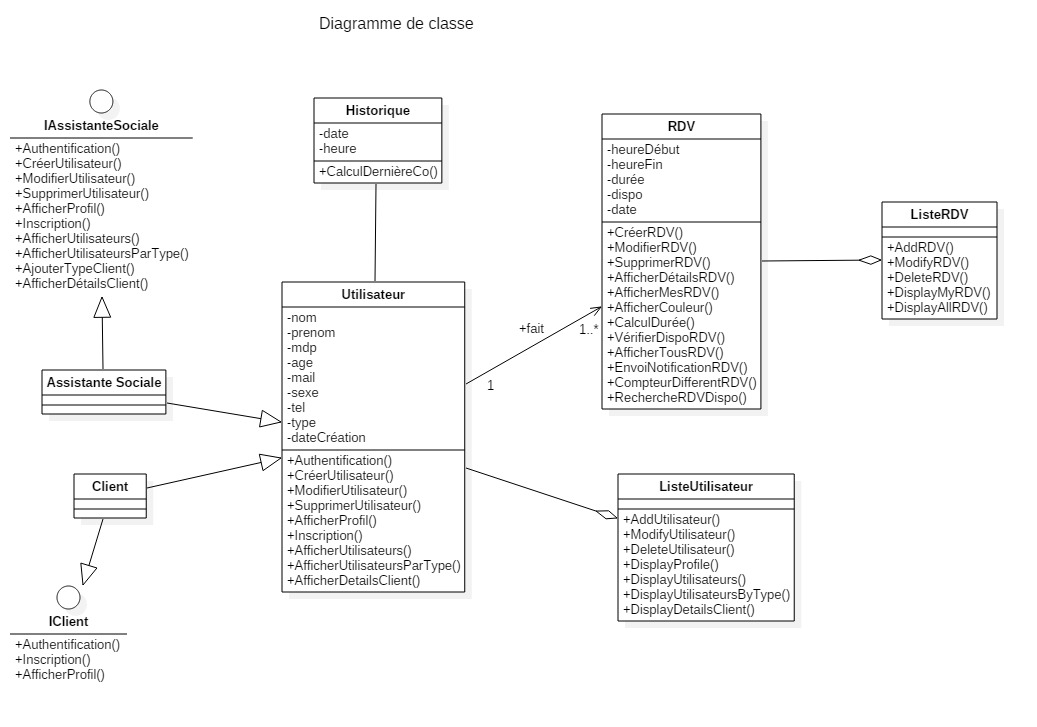 Diagramme de classe
IAssistanteSociale
+Authentification()
+CréerUtilisateur()
+ModifierUtilisateur()
+SupprimerUtilisateur()
+AfficherProfil()
+Inscription()
+AfficherUtilisateurs()
+AfficherUtilisateursParType()
+AjouterTypeClient()
+AfficherDétailsClient()
Assistante Sociale
Client
IClient
+Authentification()
+Inscription()
+AfficherProfil()
Historique
-date
-heure
+CalculDernièreCo()
Utilisateur
-nom
-prenom
-mdp
-age
-mail
-sexe
-tel
-type
-dateCréation
+Authentification()
+CréerUtilisateur()
+ModifierUtilisateur()
+SupprimerUtilisateur()
+AfficherProfil()
+Inscription()
+AfficherUtilisateurs()
+AfficherUtilisateursParType()
+AfficherDetailsClient()
+fait
1
1..*
RDV
-heureDébut
-heureFin
-durée
-dispo
-date
+CréerRDV()
+ModifierRDV()
+SupprimerRDV()
+AfficherDétailsRDV()
+AfficherMesRDV()
+AfficherCouleur()
+CalculDurée()
+VérifierDispoRDV()
+AfficherTousRDV()
+EnvoiNotificationRDV()
+CompteurDifferentRDV()
+RechercheRDVDispo()
ListeRDV
+AddRDV()
+ModifyRDV()
+DeleteRDV()
+DisplayMyRDV()
+DisplayAllRDV()
ListeUtilisateur
+AddUtilisateur()
+ModifyUtilisateur()
+DeleteUtilisateur()
+DisplayProfile()
+DisplayUtilisateurs()
+DisplayUtilisateursByType()
+DisplayDetailsClient()